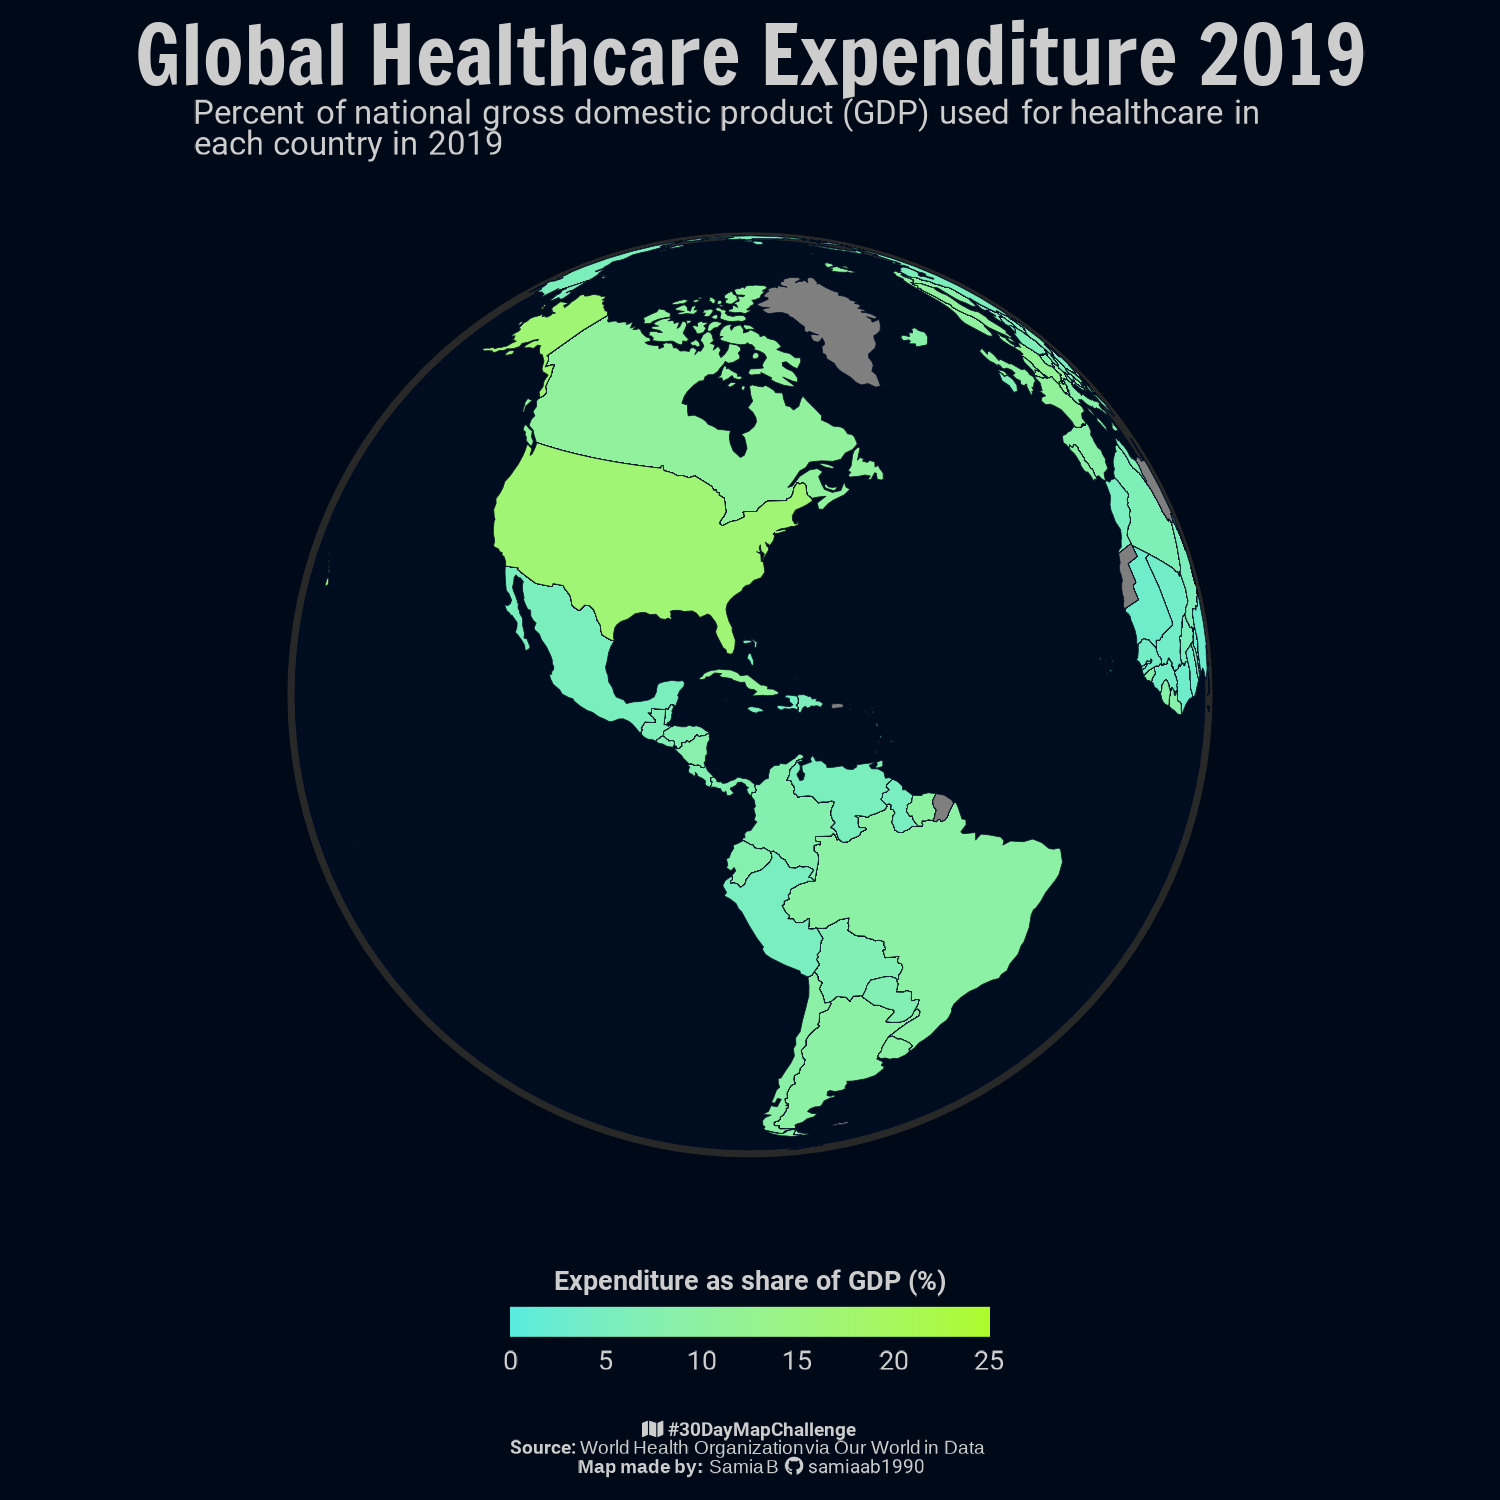 Global Healthcare Expenditure 2019
Percent of national gross domestic product (GDP) used for healthcare in
each country in 2019
Expenditure as share of GDP (%)
0 5 10 15 20 25
#30DayMapChallenge
Source: World Health Organization via Our World in Data
Map made by: Samia B samiaab1990